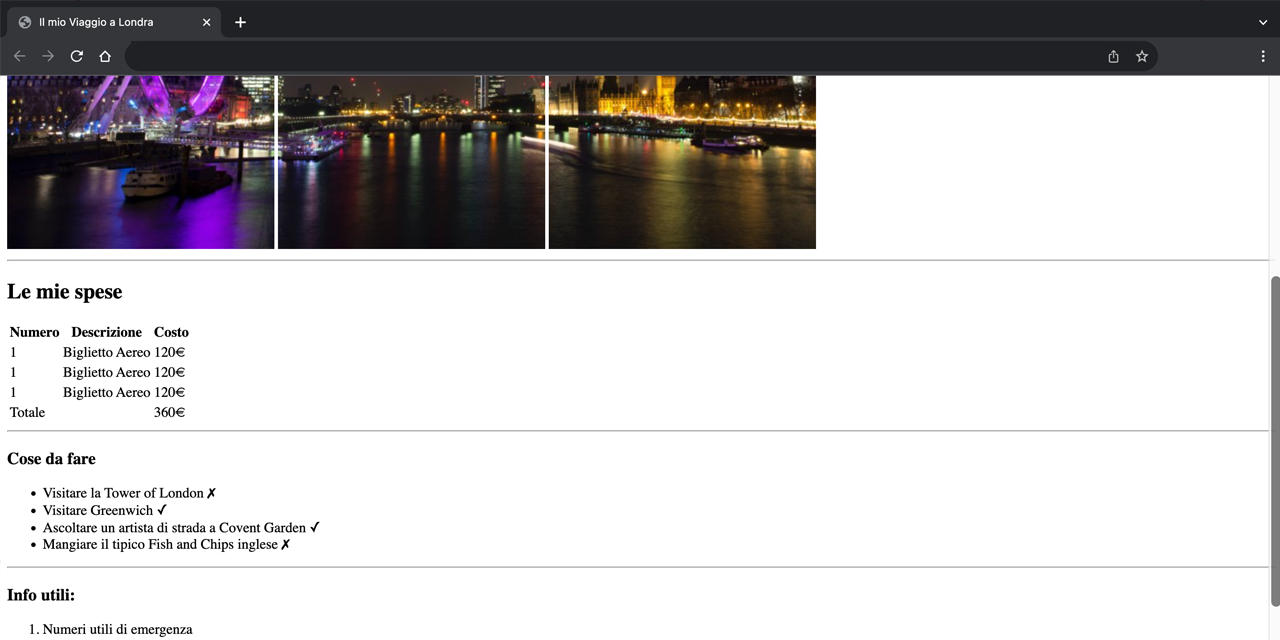 Il mio Viaggio a Londra
Le mie spese
Numero Descrizione Costo
1 Biglietto Aereo 120€
1 Biglietto Aereo 120€
1 Biglietto Aereo 120€
Totale 360€
Cose da fare
• Visitare la Tower of London ✗
• Visitare Greenwich ✓
• Ascoltare un artista di strada a Covent Garden ✓
• Mangiare il tipico Fish and Chips inglese ✗
Info utili:
1. Numeri utili di emergenza